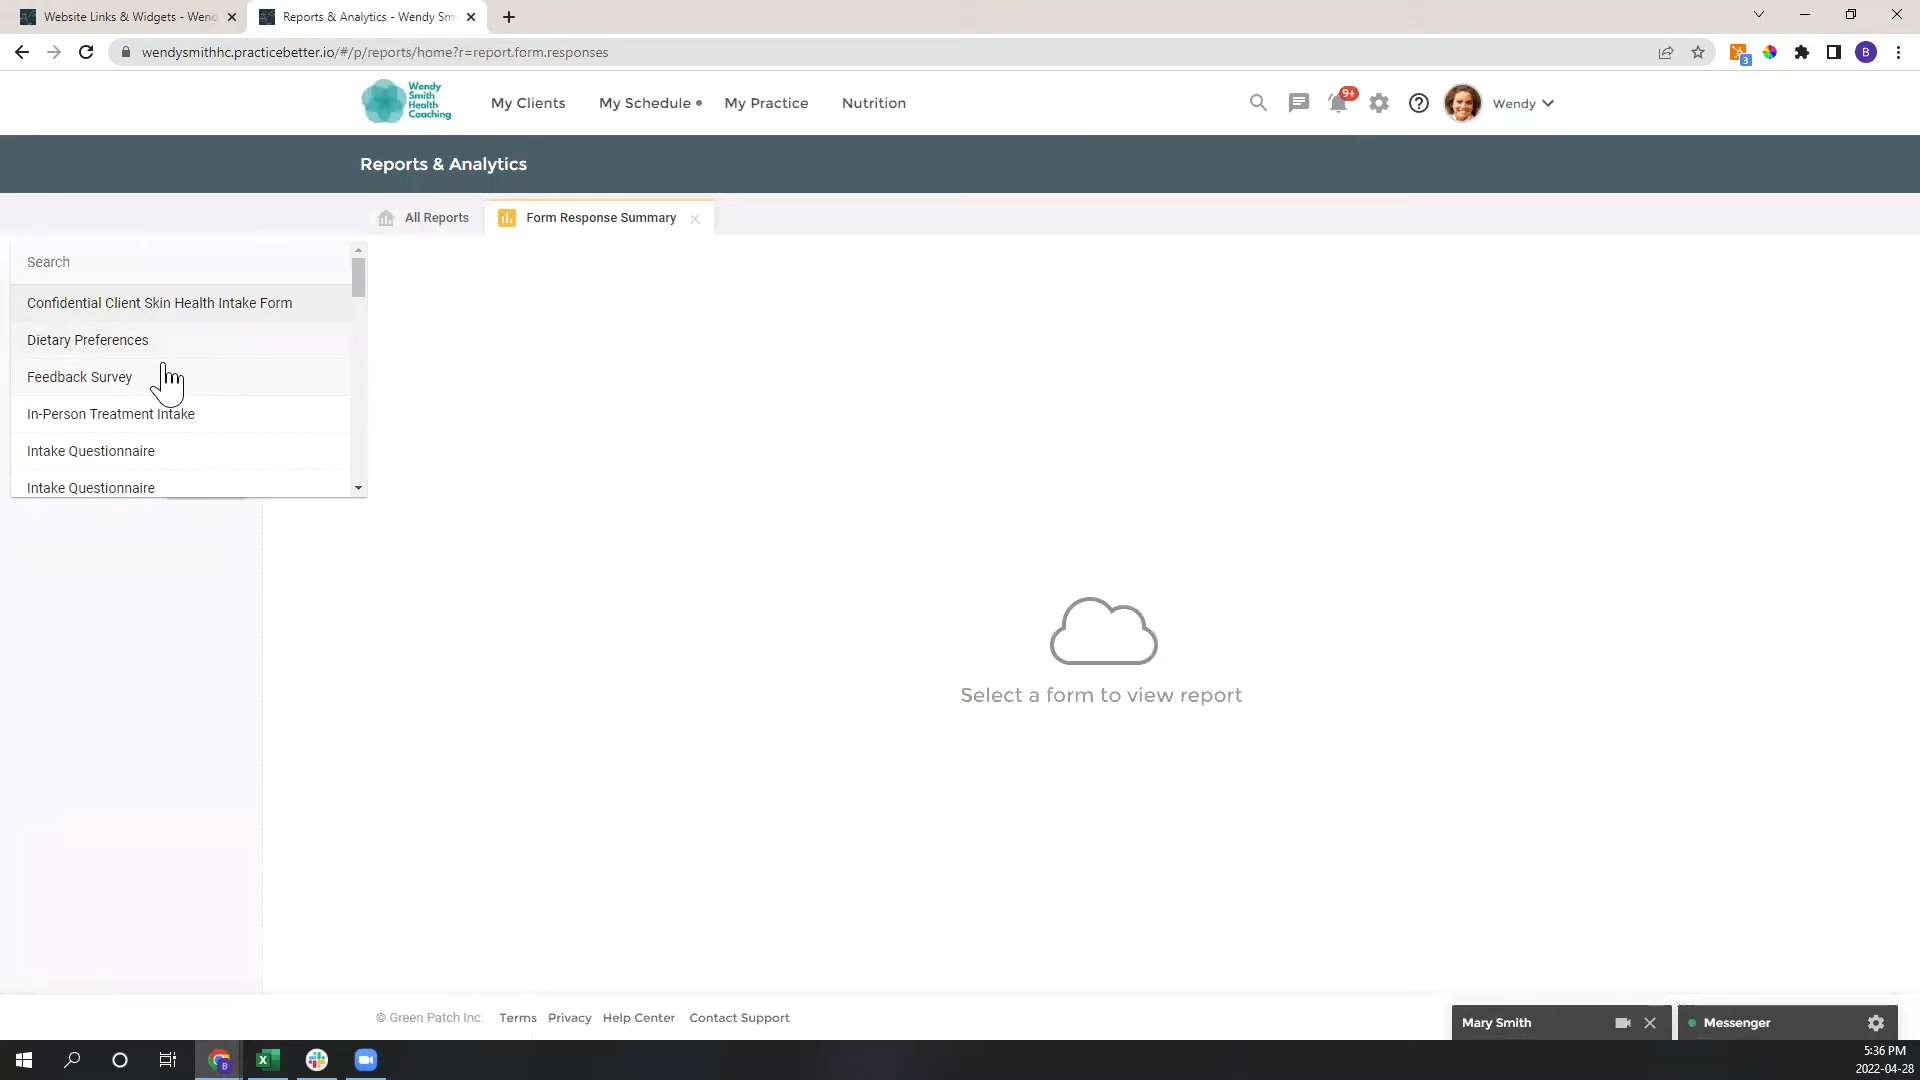 Website Links & Widgets - Wend
Reports & Analytics - Wendy Sm
wendysmithhc.practicebetter.io/#/p/reports/home?r=report.form.responses
3
B
Wendy
Smith
Health
Coaching
My Clients
My Schedule
My Practice
Nutrition
9+
Wendy
Reports & Analytics
All Reports
Form Response Summary
Search
Confidential Client Skin Health Intake Form
Dietary Preferences
Feedback Survey
In-Person Treatment Intake
Intake Questionnaire
Intake Questionnaire
Select a form to view report
© Green Patch Inc.
Terms
Privacy
Help Center
Contact Support
Mary Smith
Messenger
5:36 PM
2022-04-28